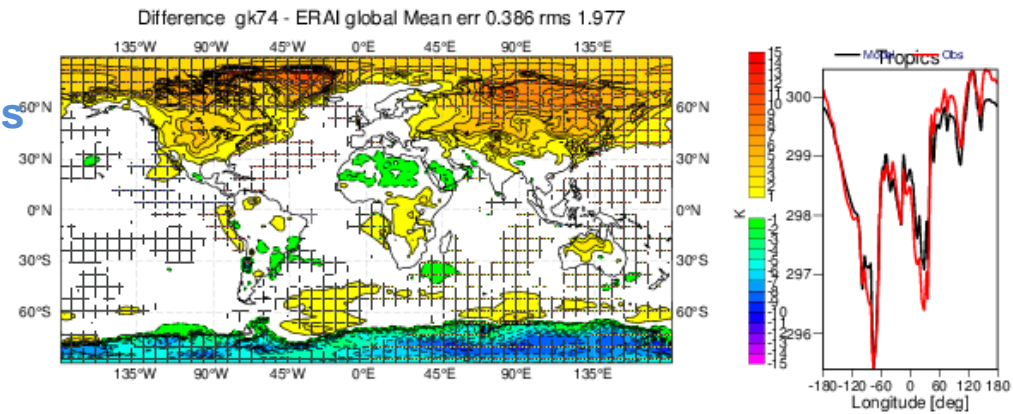 Difference gk74 - ERAI global Mean err 0.386 rms 1.977
135°W 90°W 45°W 0°E 45°E 90°E 135°E
s
60°N 60°N
30°N 30°N
0°N 0°N
30°S 30°S
60°S 60°S
135°W 90°W 45°W 0°E 45°E 90°E 135°E
15
K
-15
Obs
Tropics
300
299
298
297
296
-180 -120 -60 0 60 120 180
Longitude [deg]